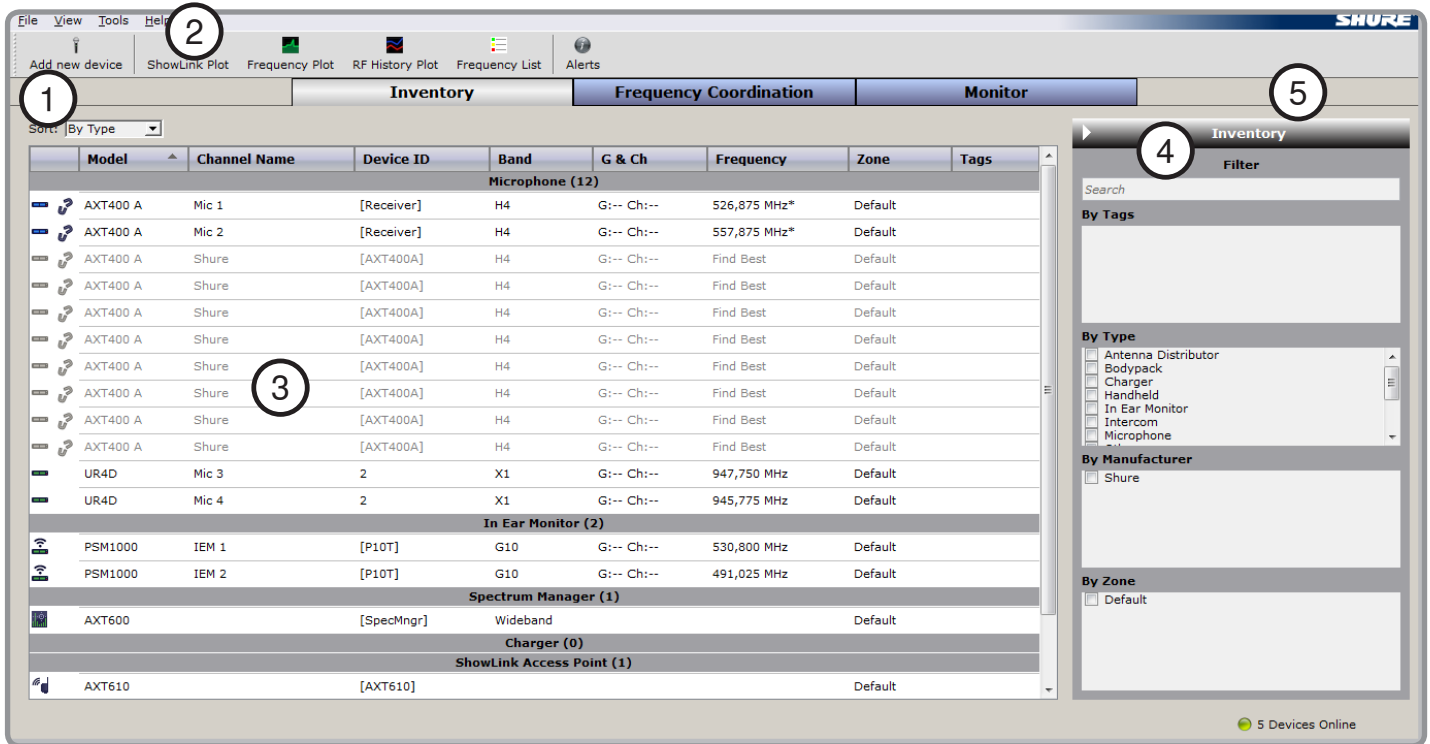 File View Tools Help
SHURE
2
Add new device ShowLink Plot Frequency Plot RF History Plot Frequency List Alerts
1
Inventory Frequency Coordination Monitor
5
Sort: By Type
Inventory
4
Filter
Search
Model Channel Name Device ID Band G & Ch Frequency Zone Tags
Microphone (12)
AXT400 A Mic 1 [Receiver] H4 G:-- Ch:-- 526,875 MHz* Default
AXT400 A Mic 2 [Receiver] H4 G:-- Ch:-- 557,875 MHz* Default
AXT400 A Shure [AXT400A] H4 G:-- Ch:-- Find Best Default
AXT400 A Shure [AXT400A] H4 G:-- Ch:-- Find Best Default
AXT400 A Shure [AXT400A] H4 G:-- Ch:-- Find Best Default
AXT400 A Shure [AXT400A] H4 G:-- Ch:-- Find Best Default
AXT400 A Shure [AXT400A] H4 G:-- Ch:-- Find Best Default
3
AXT400 A Shure [AXT400A] H4 G:-- Ch:-- Find Best Default
AXT400 A Shure [AXT400A] H4 G:-- Ch:-- Find Best Default
AXT400 A Shure [AXT400A] H4 G:-- Ch:-- Find Best Default
UR4D Mic 3 2 X1 G:-- Ch:-- 947,750 MHz Default
UR4D Mic 4 2 X1 G:-- Ch:-- 945,775 MHz Default
In Ear Monitor (2)
PSM1000 IEM 1 [P10T] G10 G:-- Ch:-- 530,800 MHz Default
PSM1000 IEM 2 [P10T] G10 G:-- Ch:-- 491,025 MHz Default
Spectrum Manager (1)
AXT600 [SpecMngr] Wideband Default
Charger (0)
ShowLink Access Point (1)
AXT610 [AXT610] Default
By Tags
By Type
Antenna Distributor
Bodypack
Charger
Handheld
In Ear Monitor
Intercom
Microphone
By Manufacturer
Shure
By Zone
Default
5 Devices Online